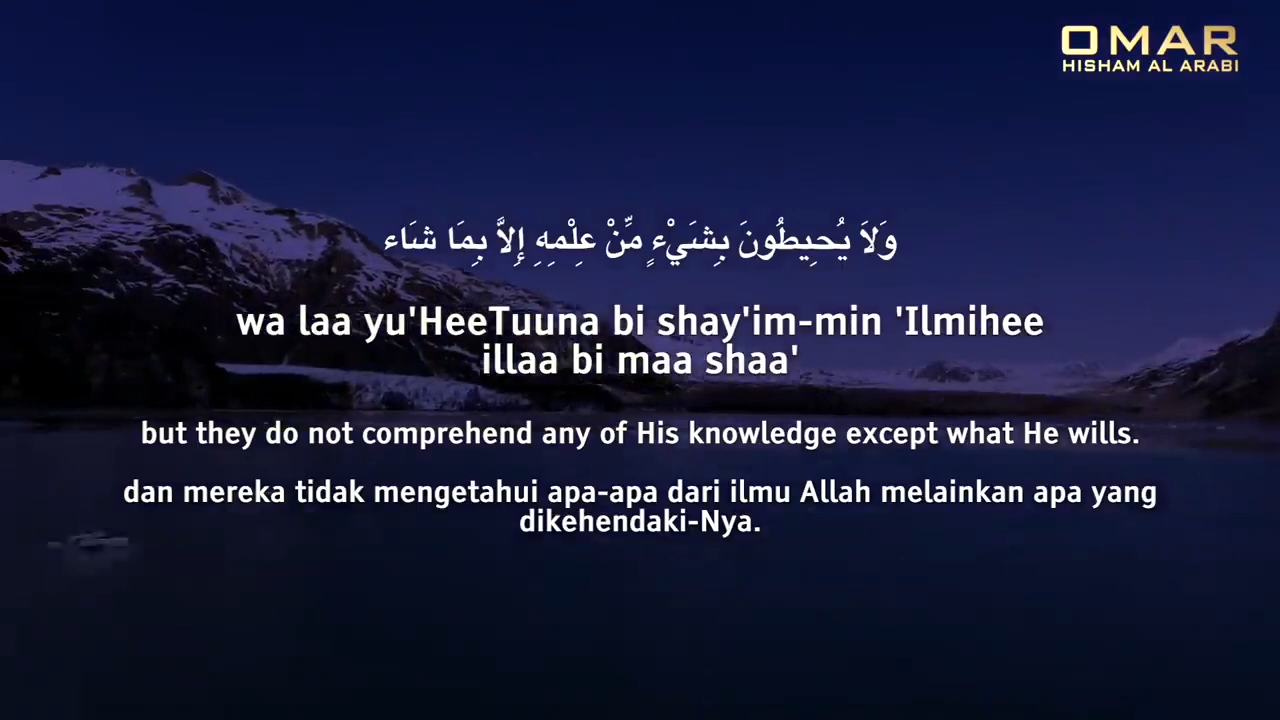 OMAR
HISHAM AL ARABI
وَلاَ يُحِيطُونَ بِشَيْءٍ مِّنْ عِلْمِهِ إِلاَّ بِمَا شَاء
wa laa yu'HeeTuuna bi shay'im-min 'Ilmihee
illaa bi maa shaa'
but they do not comprehend any of His knowledge except what He wills.
dan mereka tidak mengetahui apa-apa dari ilmu Allah melainkan apa yang
dikehendaki-Nya.